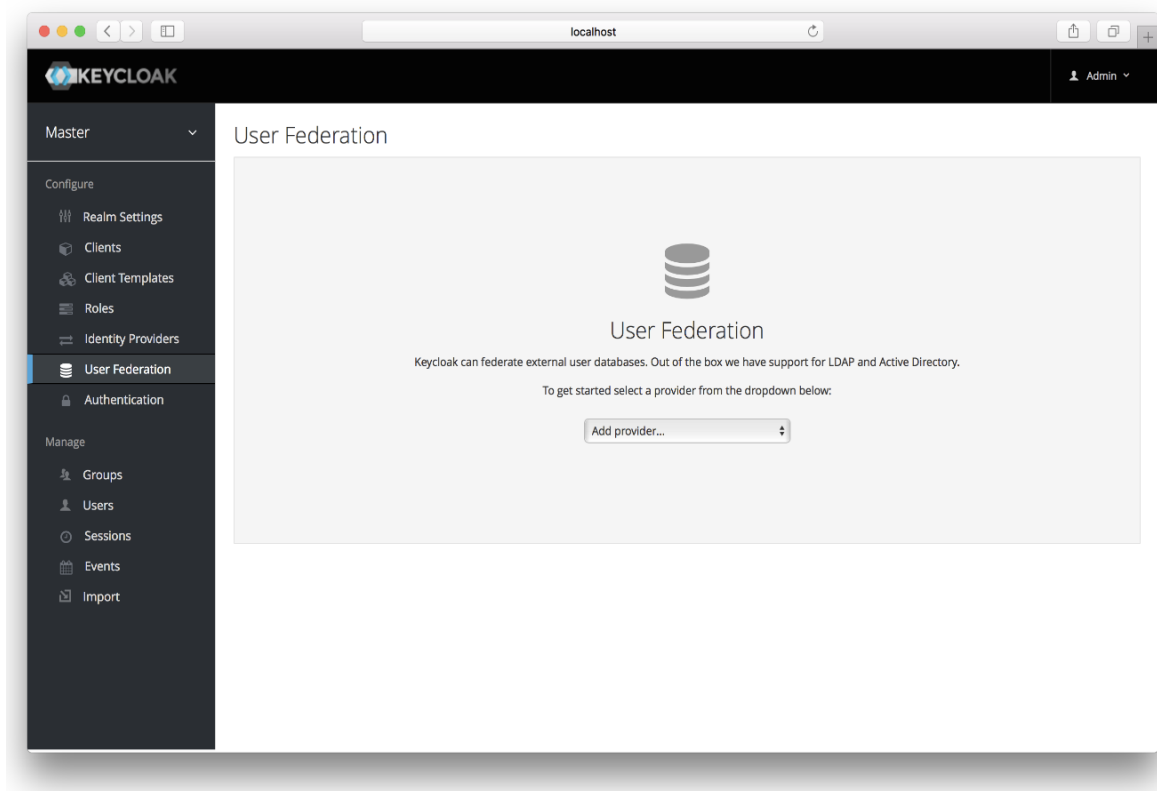 localhost
KEYCLOAK
Admin
Master
User Federation
Configure
Realm Settings
Clients
Client Templates
Roles
Identity Providers
User Federation
Authentication
Manage
Groups
Users
Sessions
Events
Import
User Federation
Keycloak can federate external user databases. Out of the box we have support for LDAP and Active Directory.
To get started select a provider from the dropdown below:
Add provider...